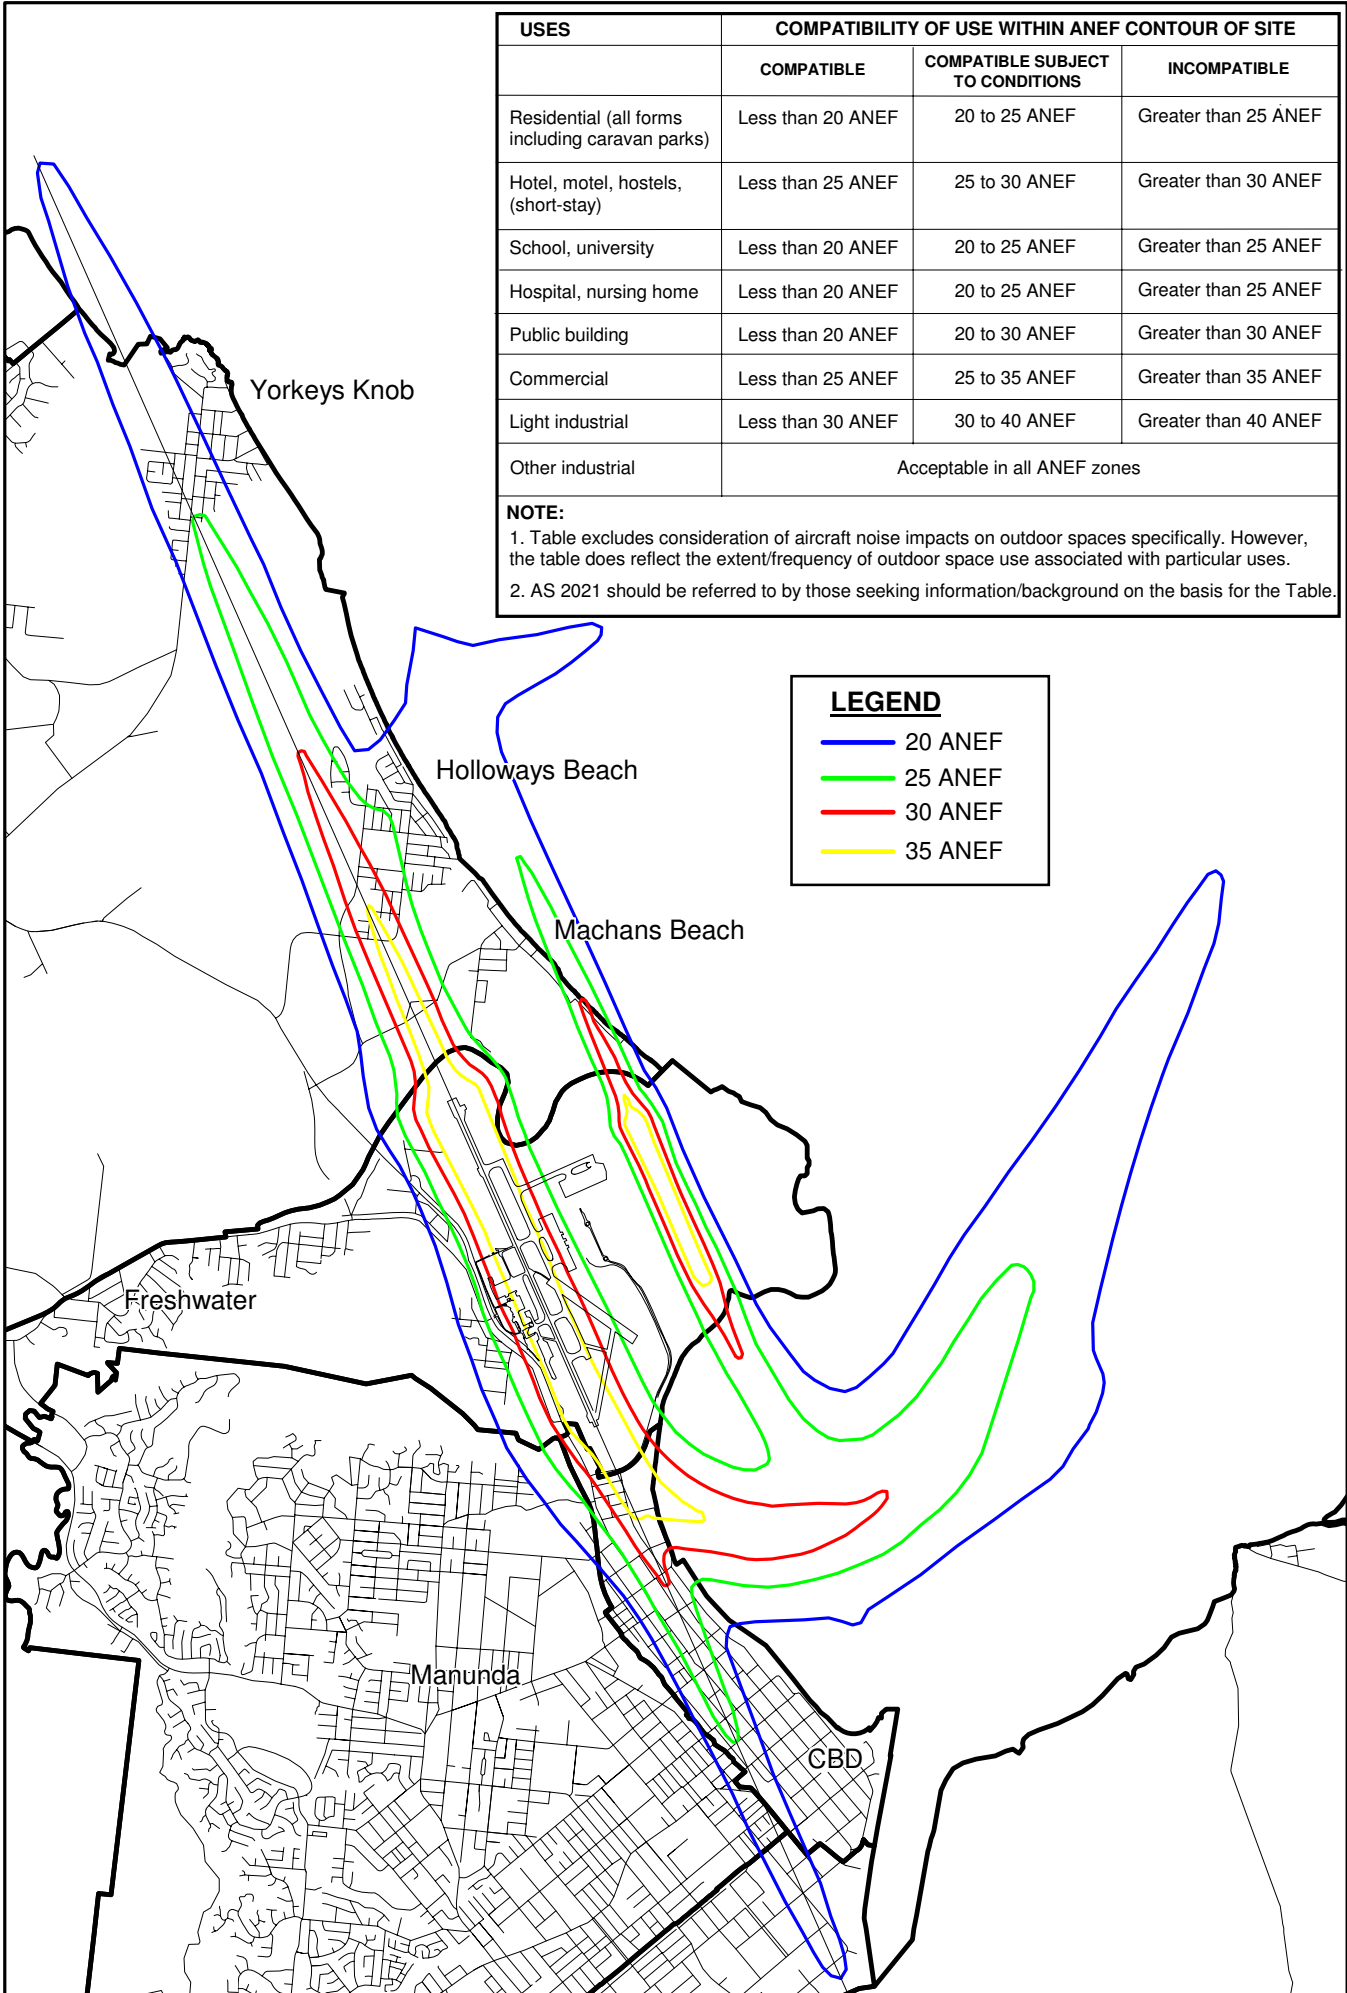 USES COMPATIBILITY OF USE WITHIN ANEF CONTOUR OF SITE
COMPATIBLE COMPATIBLE SUBJECT TO CONDITIONS INCOMPATIBLE
Residential (all forms including caravan parks) Less than 20 ANEF 20 to 25 ANEF Greater than 25 ANEF
Hotel, motel, hostels, (short-stay) Less than 25 ANEF 25 to 30 ANEF Greater than 30 ANEF
School, university Less than 20 ANEF 20 to 25 ANEF Greater than 25 ANEF
Hospital, nursing home Less than 20 ANEF 20 to 25 ANEF Greater than 25 ANEF
Public building Less than 20 ANEF 20 to 30 ANEF Greater than 30 ANEF
Commercial Less than 25 ANEF 25 to 35 ANEF Greater than 35 ANEF
Light industrial Less than 30 ANEF 30 to 40 ANEF Greater than 40 ANEF
Other industrial Acceptable in all ANEF zones
NOTE:
1. Table excludes consideration of aircraft noise impacts on outdoor spaces specifically. However,
the table does reflect the extent/frequency of outdoor space use associated with particular uses.
2. AS 2021 should be referred to by those seeking information/background on the basis for the Table.
Yorkeys Knob
LEGEND
20 ANEF
25 ANEF
30 ANEF
35 ANEF
Holloways Beach
Machans Beach
Freshwater
Manunda
CBD